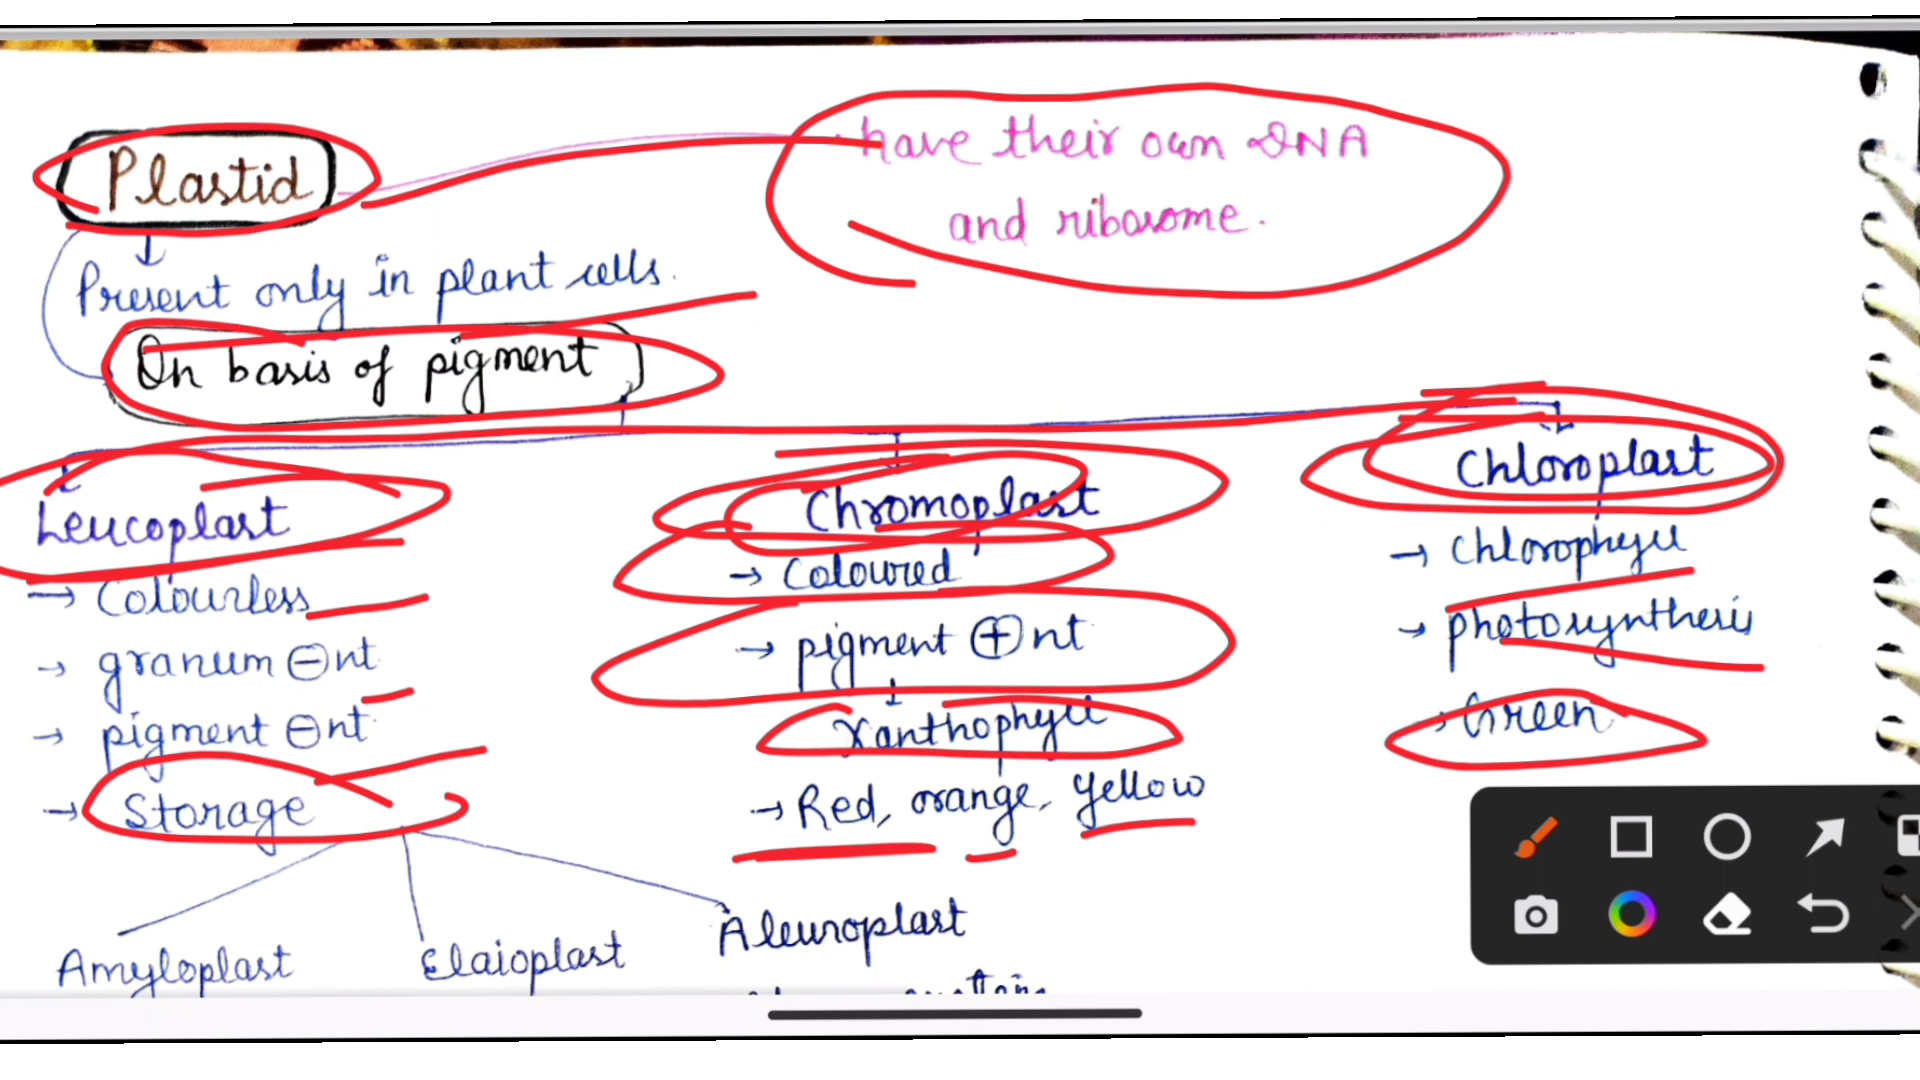 Plastid
have their own DNA
and ribosome.
Present only in plant cells.
On basis of pigment
Leucoplast
→ Colourless
→ granum ⊖nt
→ pigment ⊖nt
→ Storage
Amyloplast
Elaioplast
Aleuroplast
Chromoplast
→ Coloured
→ pigment ⊕nt
Xanthophyll
→ Red, orange, yellow
Chloroplast
→ Chlorophyll
→ photosynthesis
→ Green